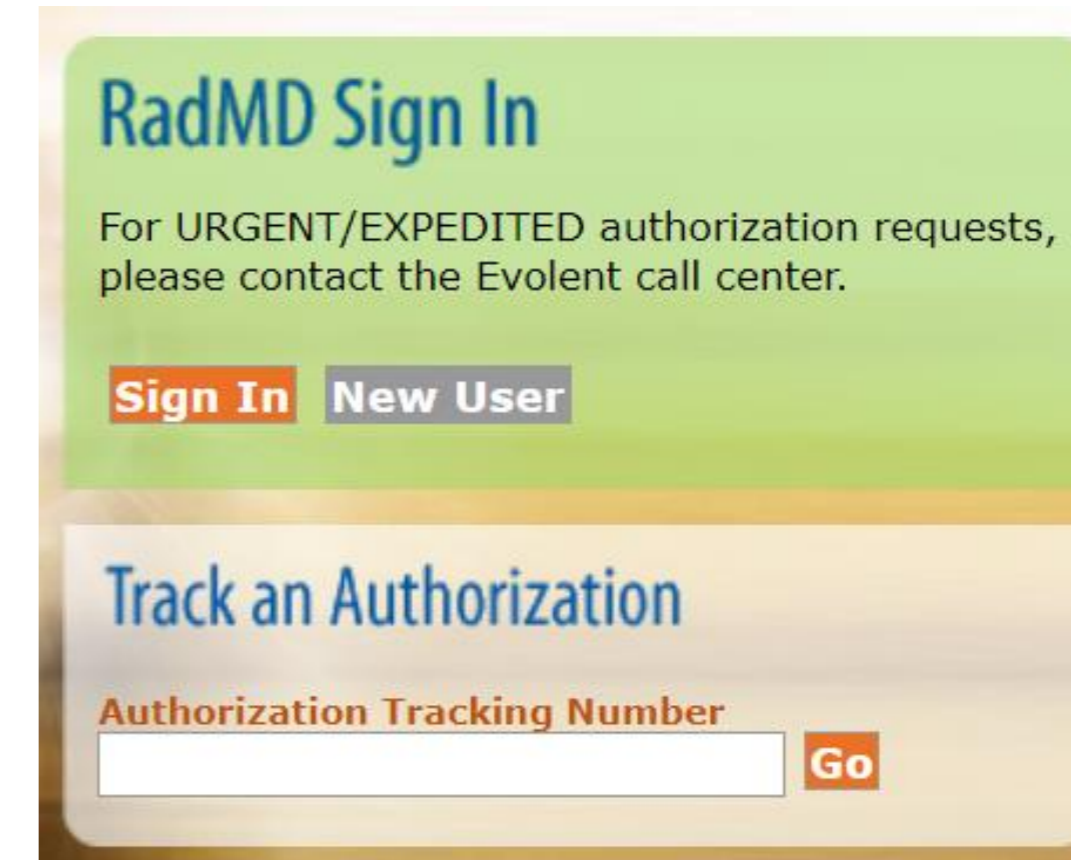 RadMD Sign In
For URGENT/EXPEDITED authorization requests,
please contact the Evolent call center.
Sign In New User
Track an Authorization
Authorization Tracking Number
Go